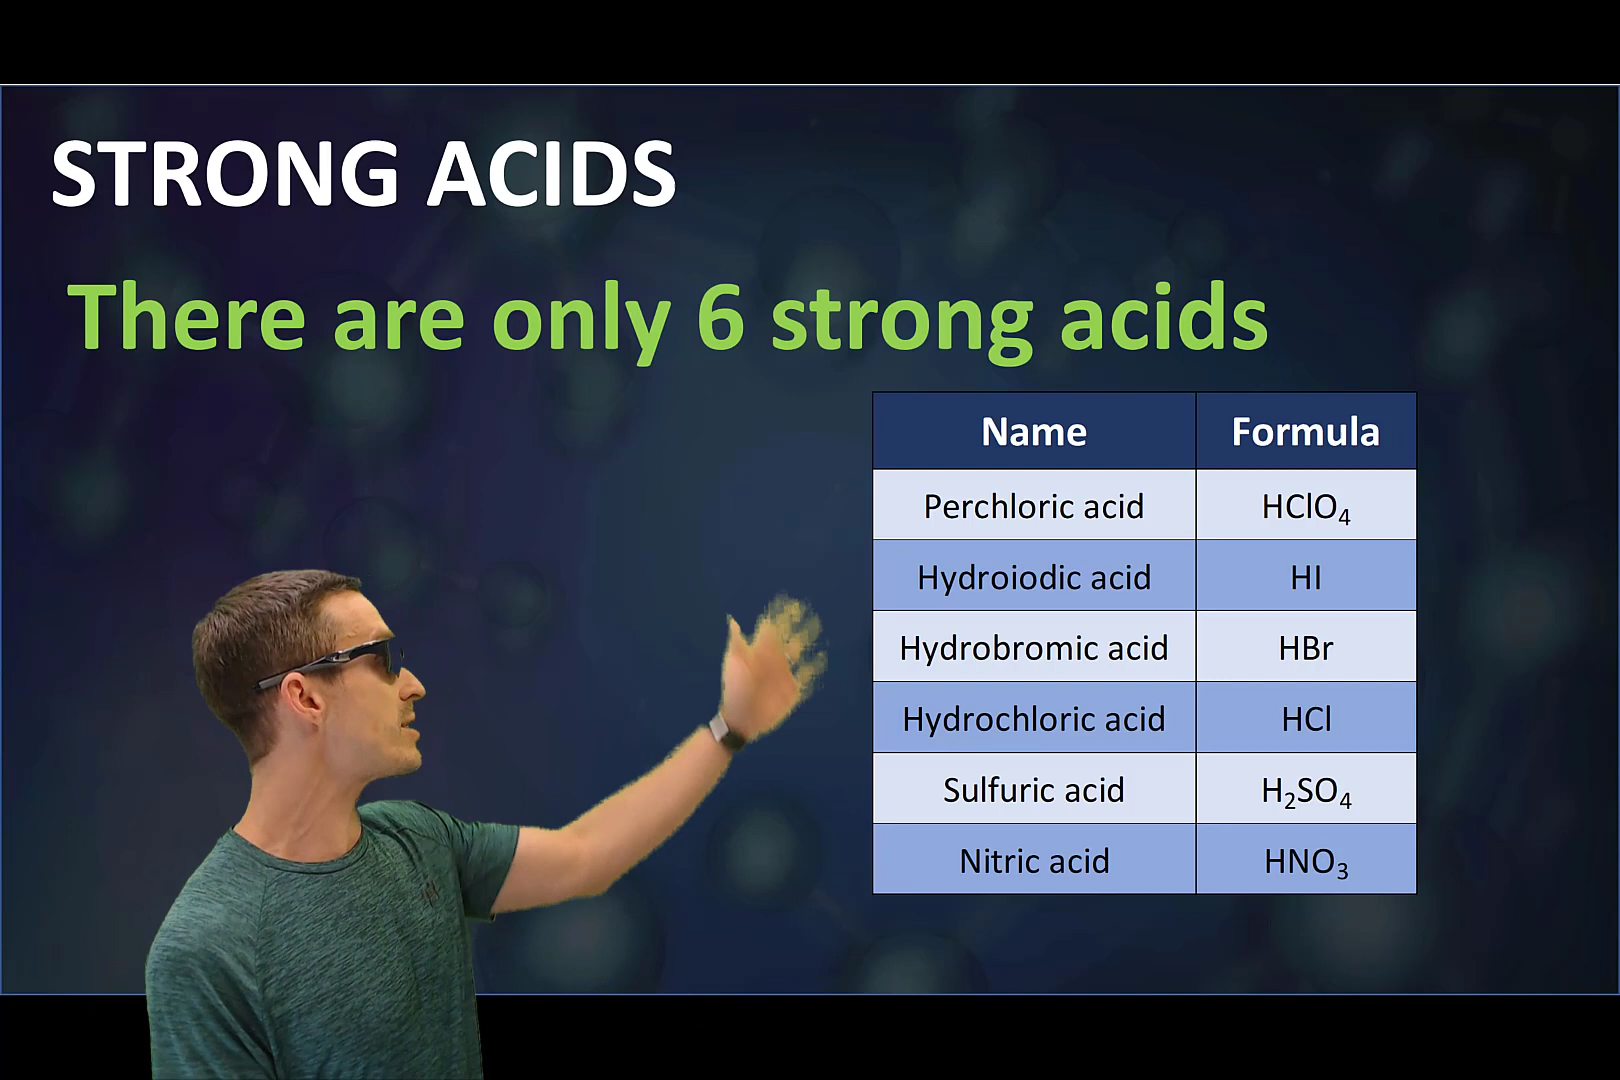 STRONG ACIDS
There are only 6 strong acids
Name Formula
Perchloric acid HClO₄
Hydroiodic acid HI
Hydrobromic acid HBr
Hydrochloric acid HCl
Sulfuric acid H₂SO₄
Nitric acid HNO₃